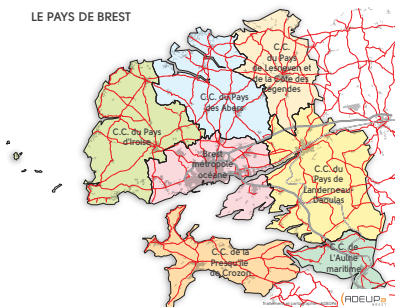 LE PAYS DE BREST
C.C.
du Pays
de Lesneven et
de la Côte des
Légendes
C.C. du Pays
des Abers
C.C. du Pays
d'Iroise
Brest
métropole
océane
C.C. du
Pays de
Landerneau-
Daoulas
C.C. de la
Presqu'île
de Crozon
C.C. de
L'Aulne
maritime
ADEUPa
BREST